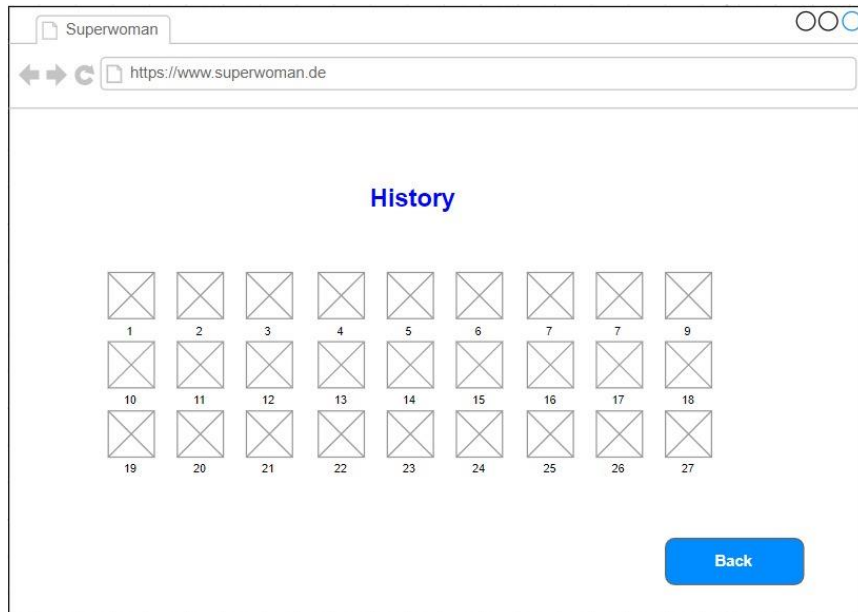 Superwoman
https://www.superwoman.de
History
1 2 3 4 5 6 7 7 9
10 11 12 13 14 15 16 17 18
19 20 21 22 23 24 25 26 27
Back